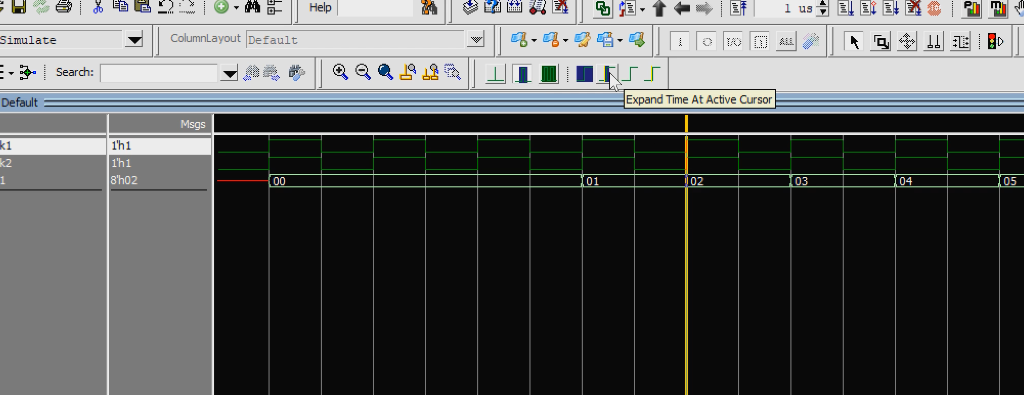 Help
1 us
Simulate
ColumnLayout Default
I/O
ALL
Search:
Expand Time At Active Cursor
Default
Msgs
k1 1'h1
k2 1'h1
1 8'h02
00 01 02 03 04 05